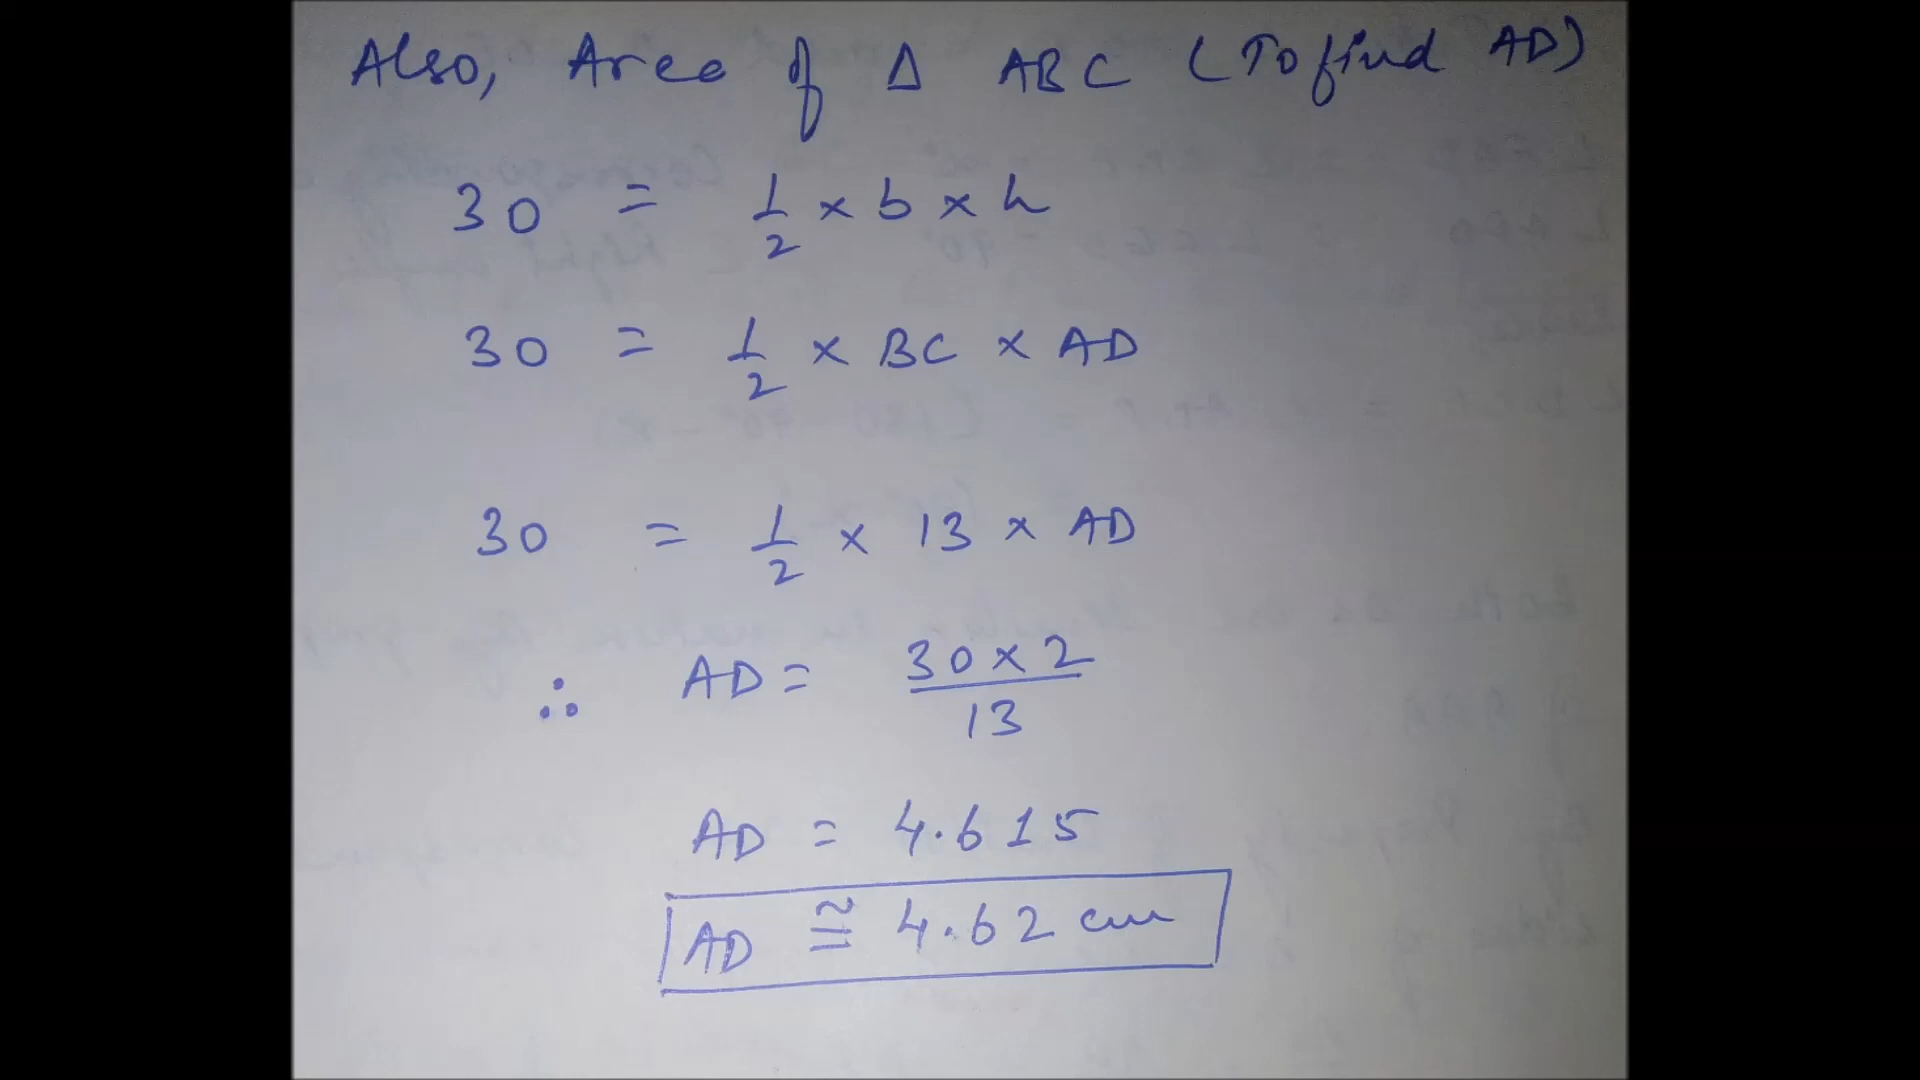 Also, Area of Δ ABC (To find AD)
30 = 1/2 × b × h
30 = 1/2 × BC × AD
30 = 1/2 × 13 × AD
∴ AD = 30 × 2 / 13
AD = 4.615
AD ≅ 4.62 cm